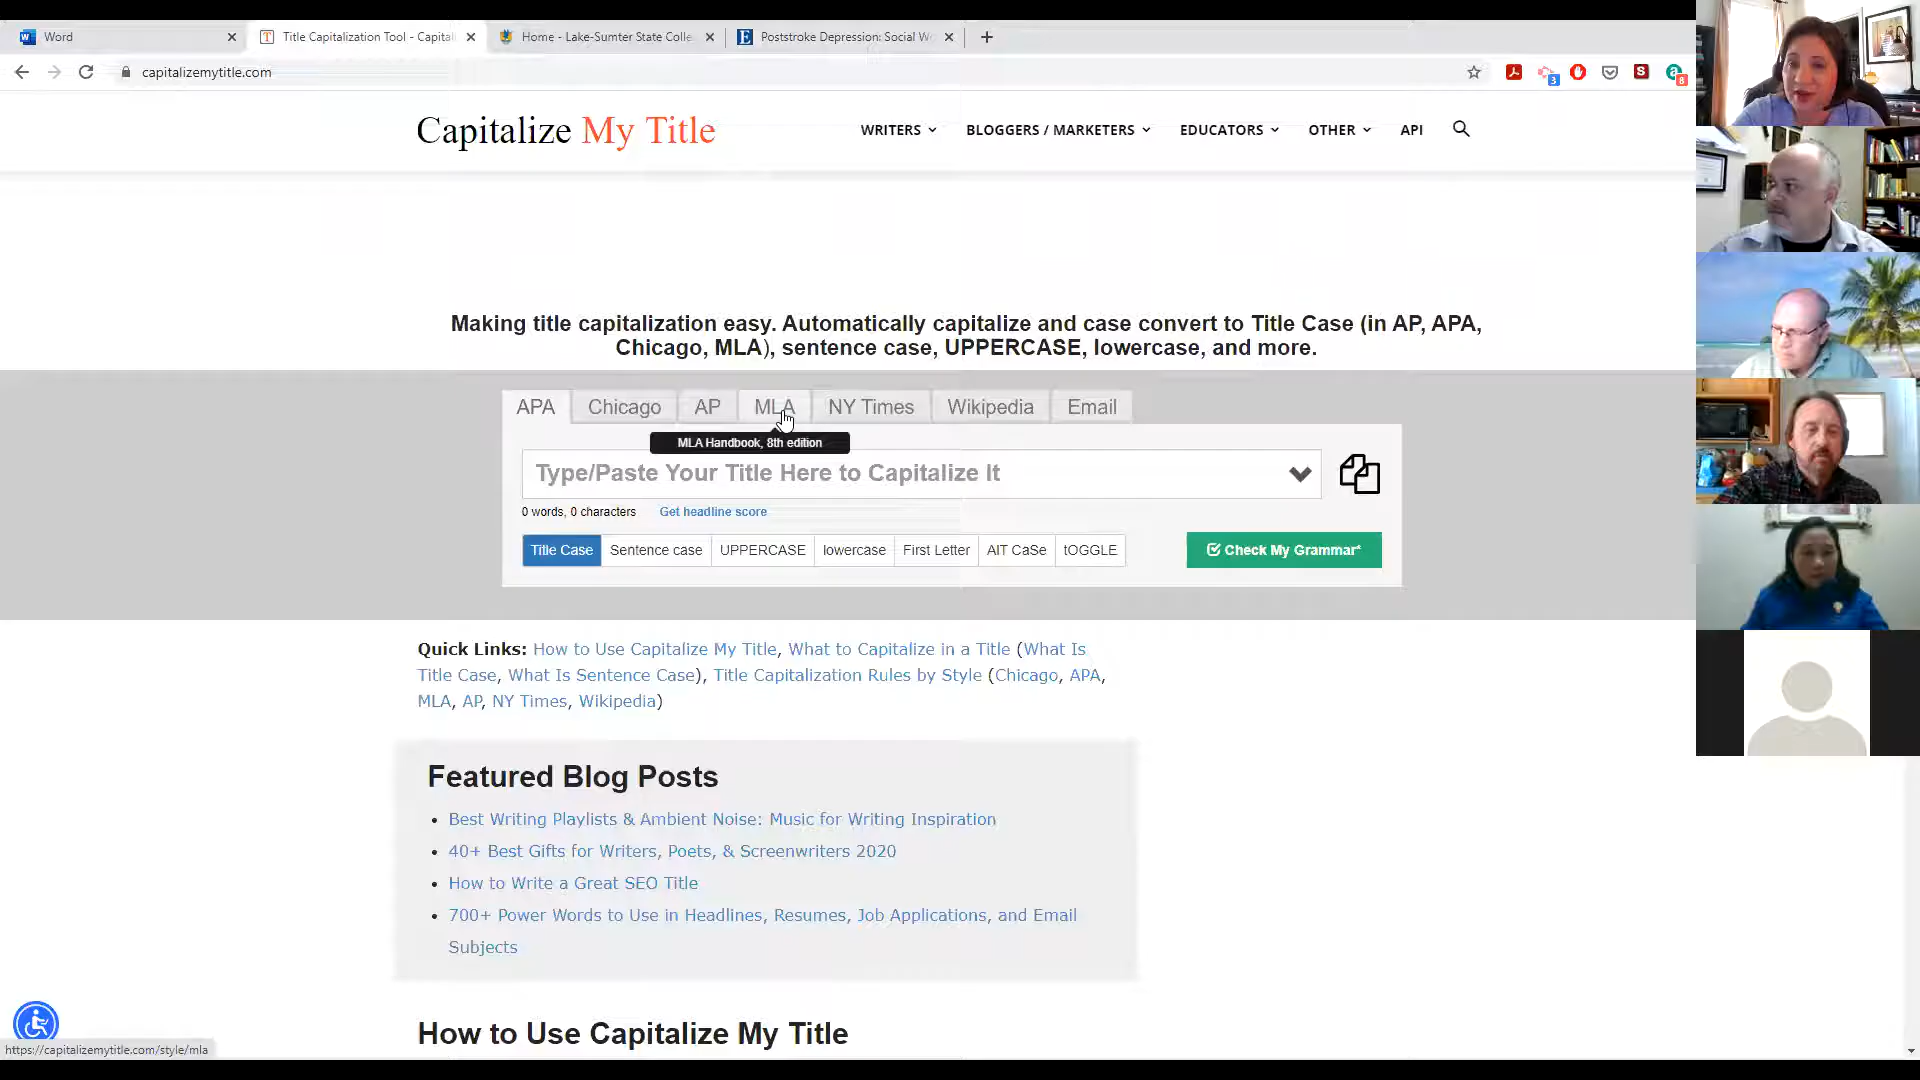 Word
Title Capitalization Tool - Capital
Home - Lake-Sumter State Colle
Poststroke Depression: Social Wo
capitalizemytitle.com
3
8
Capitalize My Title
WRITERS
BLOGGERS / MARKETERS
EDUCATORS
OTHER
API
Making title capitalization easy. Automatically capitalize and case convert to Title Case (in AP, APA,
Chicago, MLA), sentence case, UPPERCASE, lowercase, and more.
APA
Chicago
AP
MLA
NY Times
Wikipedia
Email
MLA Handbook, 8th edition
Type/Paste Your Title Here to Capitalize It
0 words, 0 characters
Get headline score
Title Case
Sentence case
UPPERCASE
lowercase
First Letter
AlT CaSe
tOGGLE
Check My Grammar*
Quick Links: How to Use Capitalize My Title, What to Capitalize in a Title (What Is
Title Case, What Is Sentence Case), Title Capitalization Rules by Style (Chicago, APA,
MLA, AP, NY Times, Wikipedia)
Featured Blog Posts
• Best Writing Playlists & Ambient Noise: Music for Writing Inspiration
• 40+ Best Gifts for Writers, Poets, & Screenwriters 2020
• How to Write a Great SEO Title
• 700+ Power Words to Use in Headlines, Resumes, Job Applications, and Email
Subjects
How to Use Capitalize My Title
https://capitalizemytitle.com/style/mla